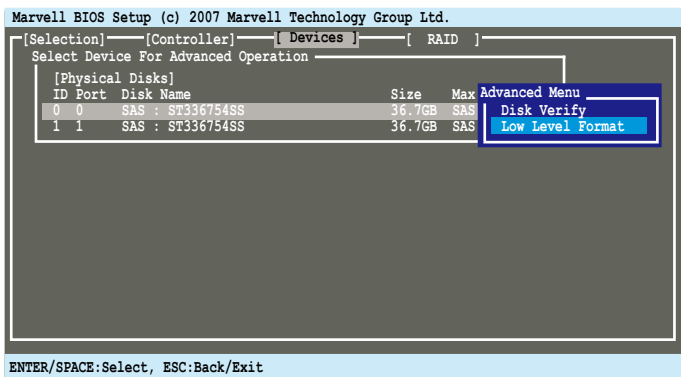 Marvell BIOS Setup (c) 2007 Marvell Technology Group Ltd.
[Selection] [Controller] [ Devices ] [ RAID ]
Select Device For Advanced Operation
[Physical Disks]
ID Port Disk Name Size Max
0 0 SAS : ST336754SS 36.7GB SAS
1 1 SAS : ST336754SS 36.7GB SAS
Advanced Menu
Disk Verify
Low Level Format
ENTER/SPACE:Select, ESC:Back/Exit